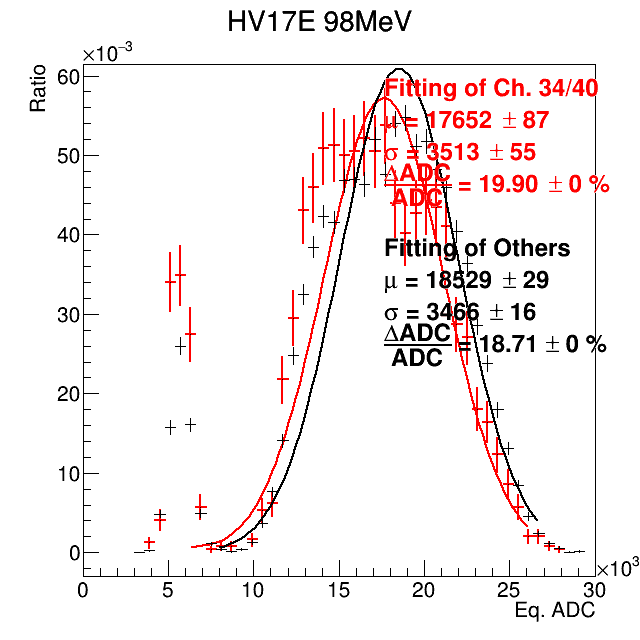 HV17E 98MeV
×10⁻³
Ratio
60
50
40
30
20
10
0
Fitting of Ch. 34/40
μ = 17652 ± 87
σ = 3513 ± 55
ΔADC
ADC
= 19.90 ± 0 %
Fitting of Others
μ = 18529 ± 29
σ = 3466 ± 16
ΔADC
ADC
= 18.71 ± 0 %
0 5 10 15 20 25 30
×10³
Eq. ADC